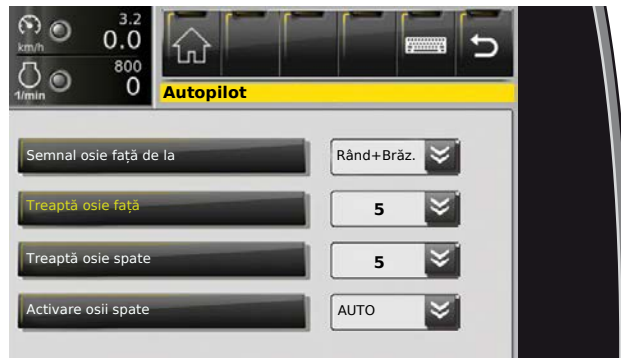 3.2
km/h 0.0
800
1/min 0
Autopilot
Semnal osie față de la Rând+Brăz.
Treaptă osie față 5
Treaptă osie spate 5
Activare osii spate AUTO